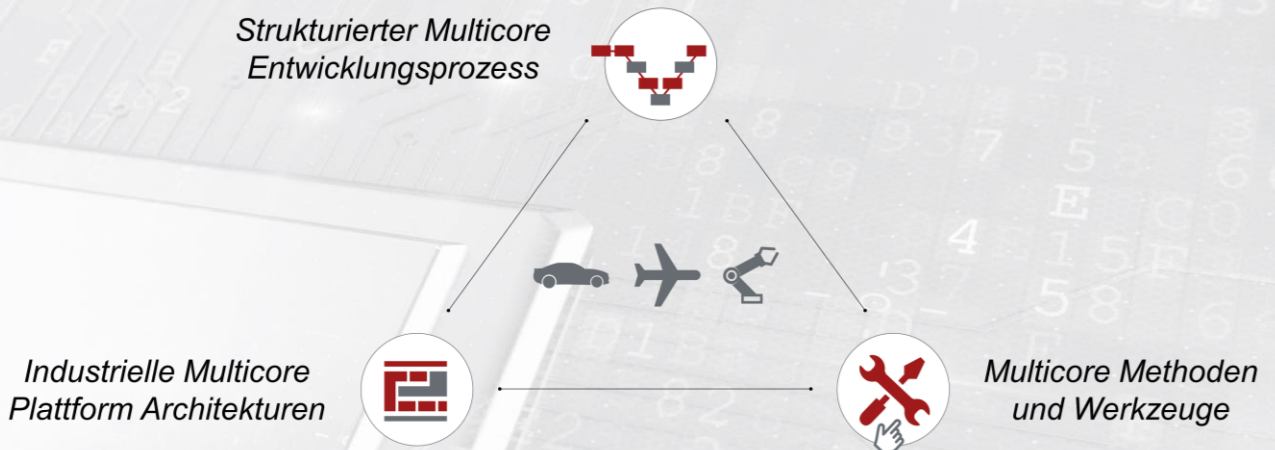 Strukturierter Multicore
Entwicklungsprozess
Industrielle Multicore
Plattform Architekturen
Multicore Methoden
und Werkzeuge